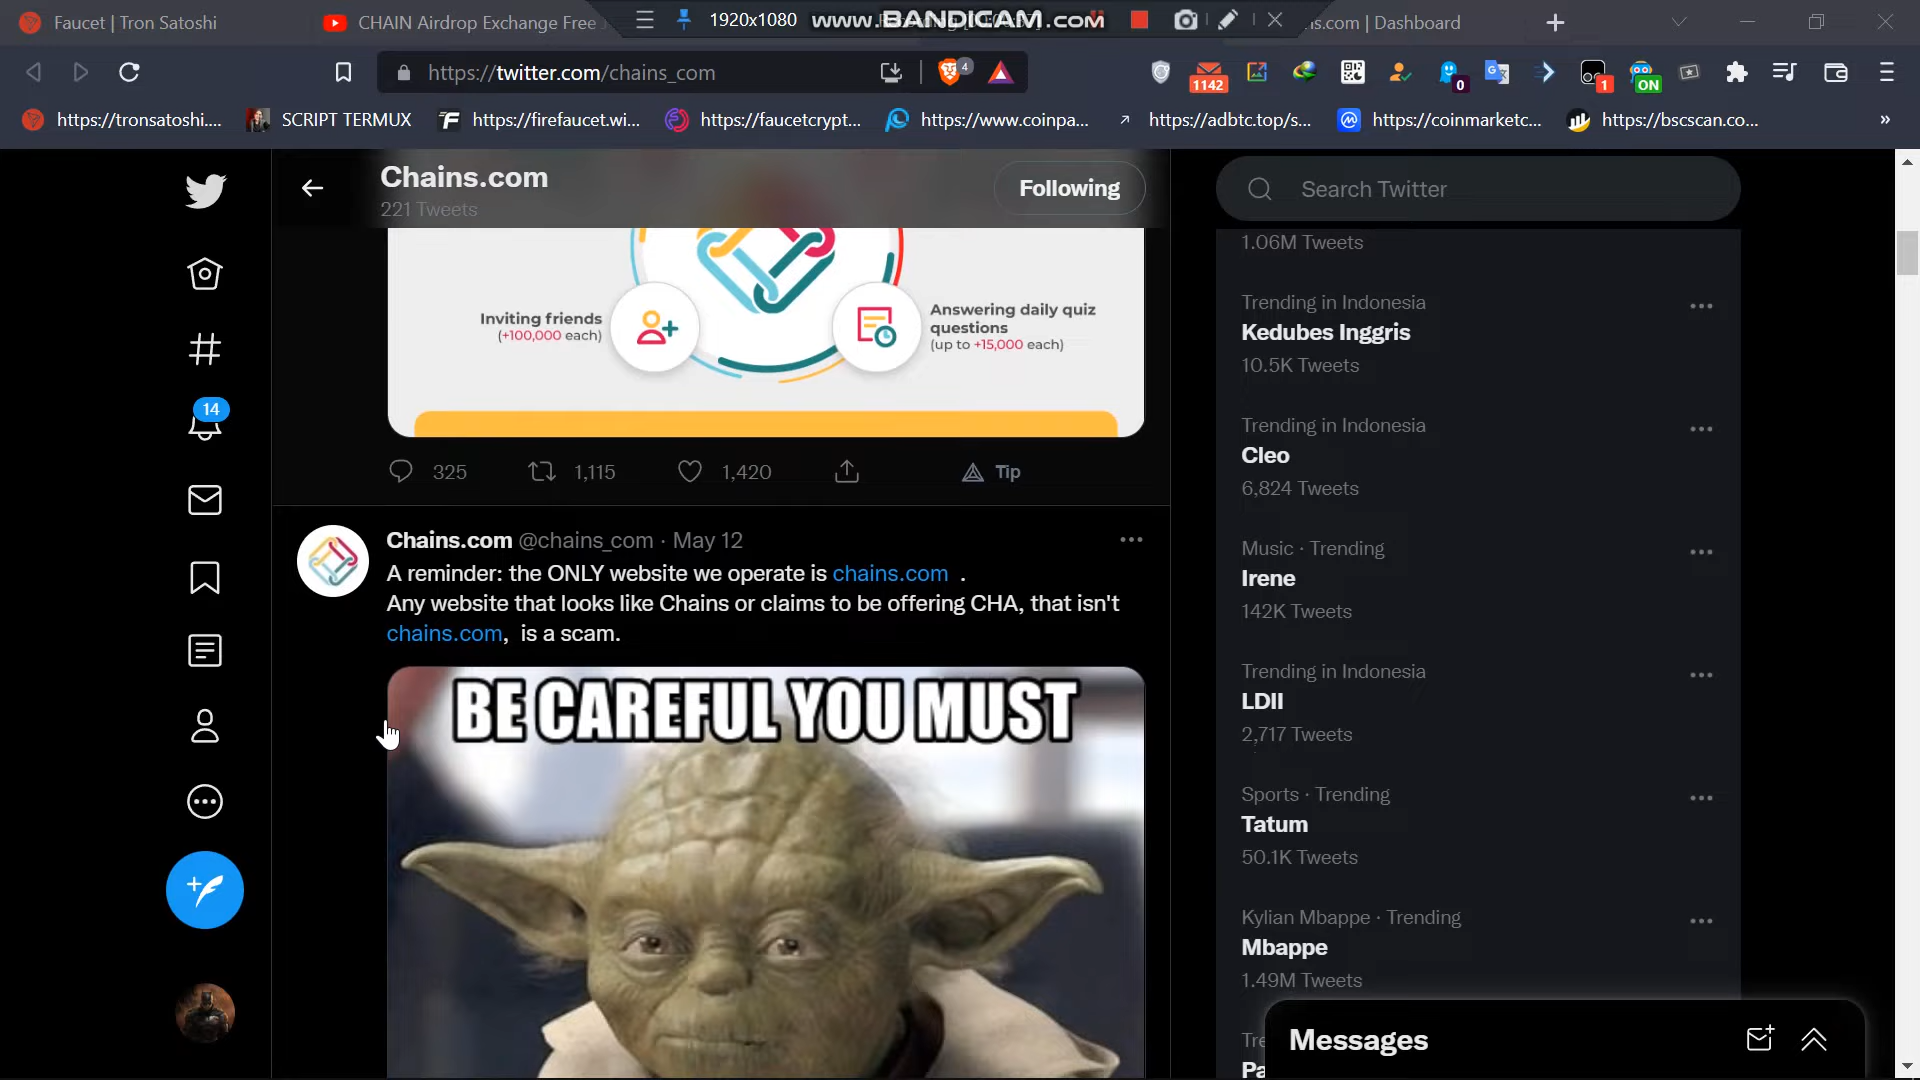 Faucet | Tron Satoshi
CHAIN Airdrop Exchange Free
1920x1080
www.BANDICAM.com
ns.com | Dashboard
https://twitter.com/chains_com
4
1142
0
1
ON
https://tronsatoshi....
SCRIPT TERMUX
https://firefaucet.wi...
https://faucetcrypt...
https://www.coinpa...
https://adbtc.top/s...
https://coinmarketc...
https://bscscan.co...
»
Chains.com
221 Tweets
Following
Search Twitter
Inviting friends
(+100,000 each)
Answering daily quiz
questions
(up to +15,000 each)
325
1,115
1,420
Tip
14
Chains.com @chains_com · May 12
A reminder: the ONLY website we operate is chains.com .
Any website that looks like Chains or claims to be offering CHA, that isn't
chains.com, is a scam.
BE CAREFUL YOU MUST
1.06M Tweets
Trending in Indonesia
Kedubes Inggris
10.5K Tweets
Trending in Indonesia
Cleo
6,824 Tweets
Music · Trending
Irene
142K Tweets
Trending in Indonesia
LDII
2,717 Tweets
Sports · Trending
Tatum
50.1K Tweets
Kylian Mbappe · Trending
Mbappe
1.49M Tweets
Tre
Pa
Messages